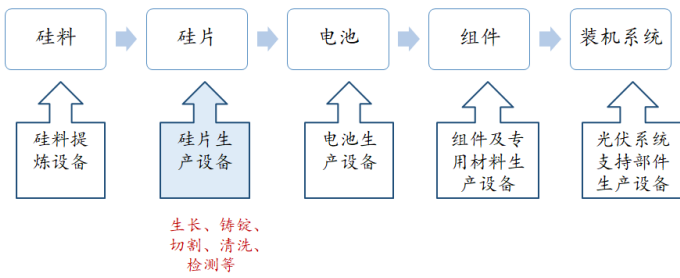 硅料
硅片
电池
组件
装机系统
硅料提
炼设备
硅片生
产设备
电池生
产设备
组件及专
用材料生
产设备
光伏系统
支持部件
生产设备
生长、铸锭、
切割、清洗、
检测等